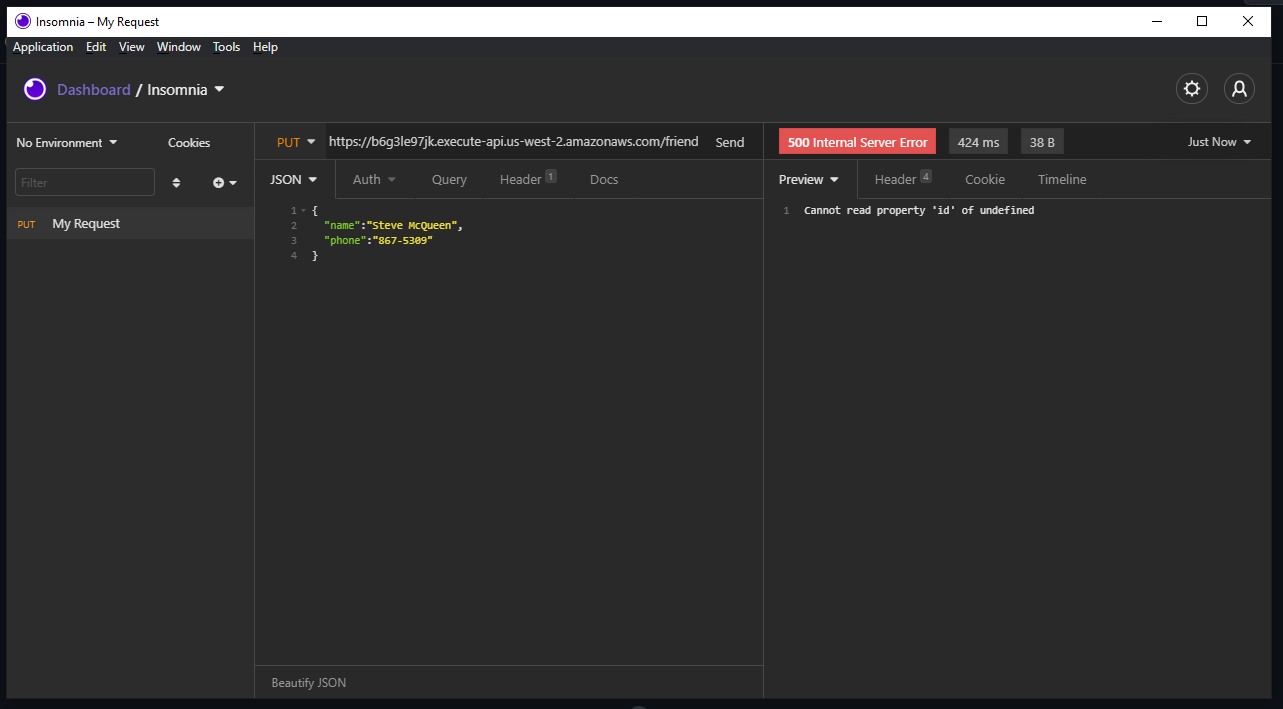 Insomnia – My Request
Application Edit View Window Tools Help
Dashboard / Insomnia
No Environment Cookies
Filter
PUT My Request
PUT https://b6g3le97jk.execute-api.us-west-2.amazonaws.com/friend Send
JSON Auth Query Header 1 Docs
1 {
2 "name":"Steve McQueen",
3 "phone":"867-5309"
4 }
Beautify JSON
500 Internal Server Error 424 ms 38 B Just Now
Preview Header 4 Cookie Timeline
1 Cannot read property 'id' of undefined